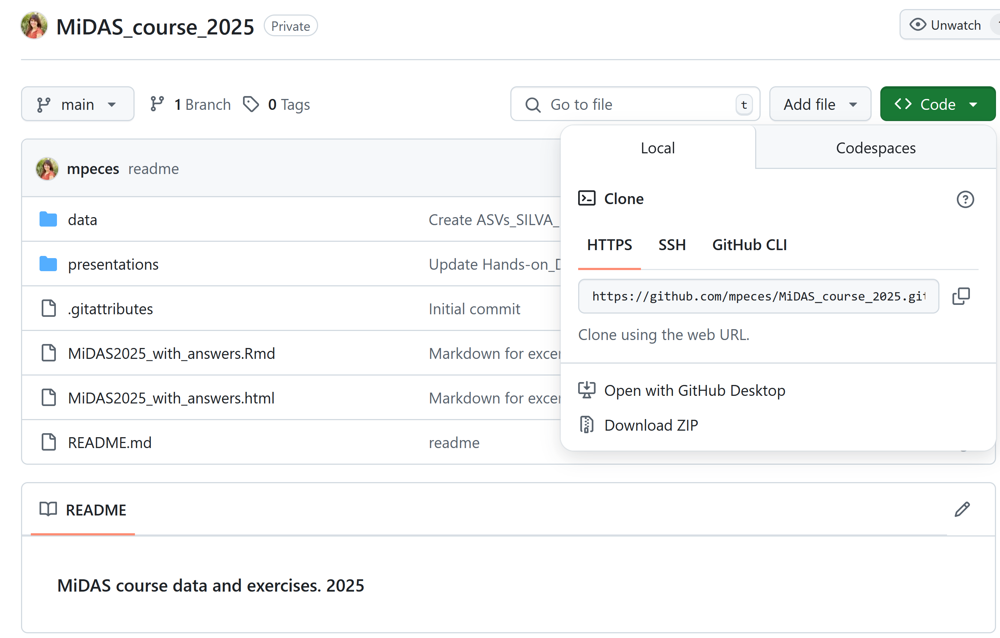 MiDAS_course_2025 Private Unwatch
main 1 Branch 0 Tags Go to file t Add file Code
Local Codespaces
mpeces readme
Clone
data Create ASVs_SILVA_
HTTPS SSH GitHub CLI
presentations Update Hands-on_
https://github.com/mpeces/MiDAS_course_2025.git
.gitattributes Initial commit
Clone using the web URL.
MiDAS2025_with_answers.Rmd Markdown for excer
Open with GitHub Desktop
MiDAS2025_with_answers.html Markdown for excer
Download ZIP
README.md readme
README
MiDAS course data and exercises. 2025